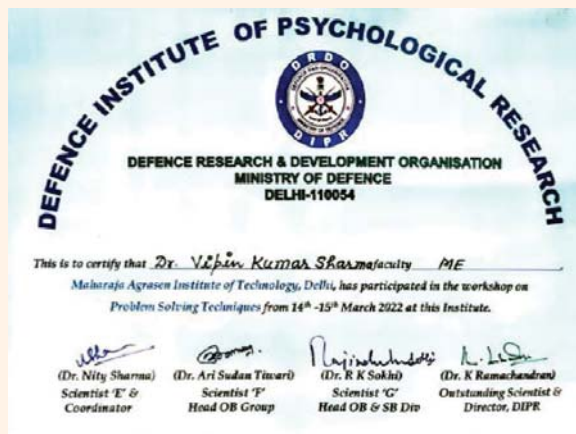 DEFENCE INSTITUTE OF PSYCHOLOGICAL RESEARCH
DRDO
DIPR
DEFENCE RESEARCH & DEVELOPMENT ORGANISATION
MINISTRY OF DEFENCE
DELHI-110054
This is to certify that Dr. Vipin Kumar Sharma faculty ME
Maharaja Agrasen Institute of Technology, Delhi, has participated in the workshop on
Problem Solving Techniques from 14th -15th March 2022 at this Institute.
(Dr. Nity Sharma) (Dr. Ari Sudan Tiwari) (Dr. R K Sokhi) (Dr. K Ramachandran)
Scientist 'E' & Scientist 'F' Scientist 'G' Outstanding Scientist &
Coordinator Head OB Group Head OB & SB Div Director, DIPR